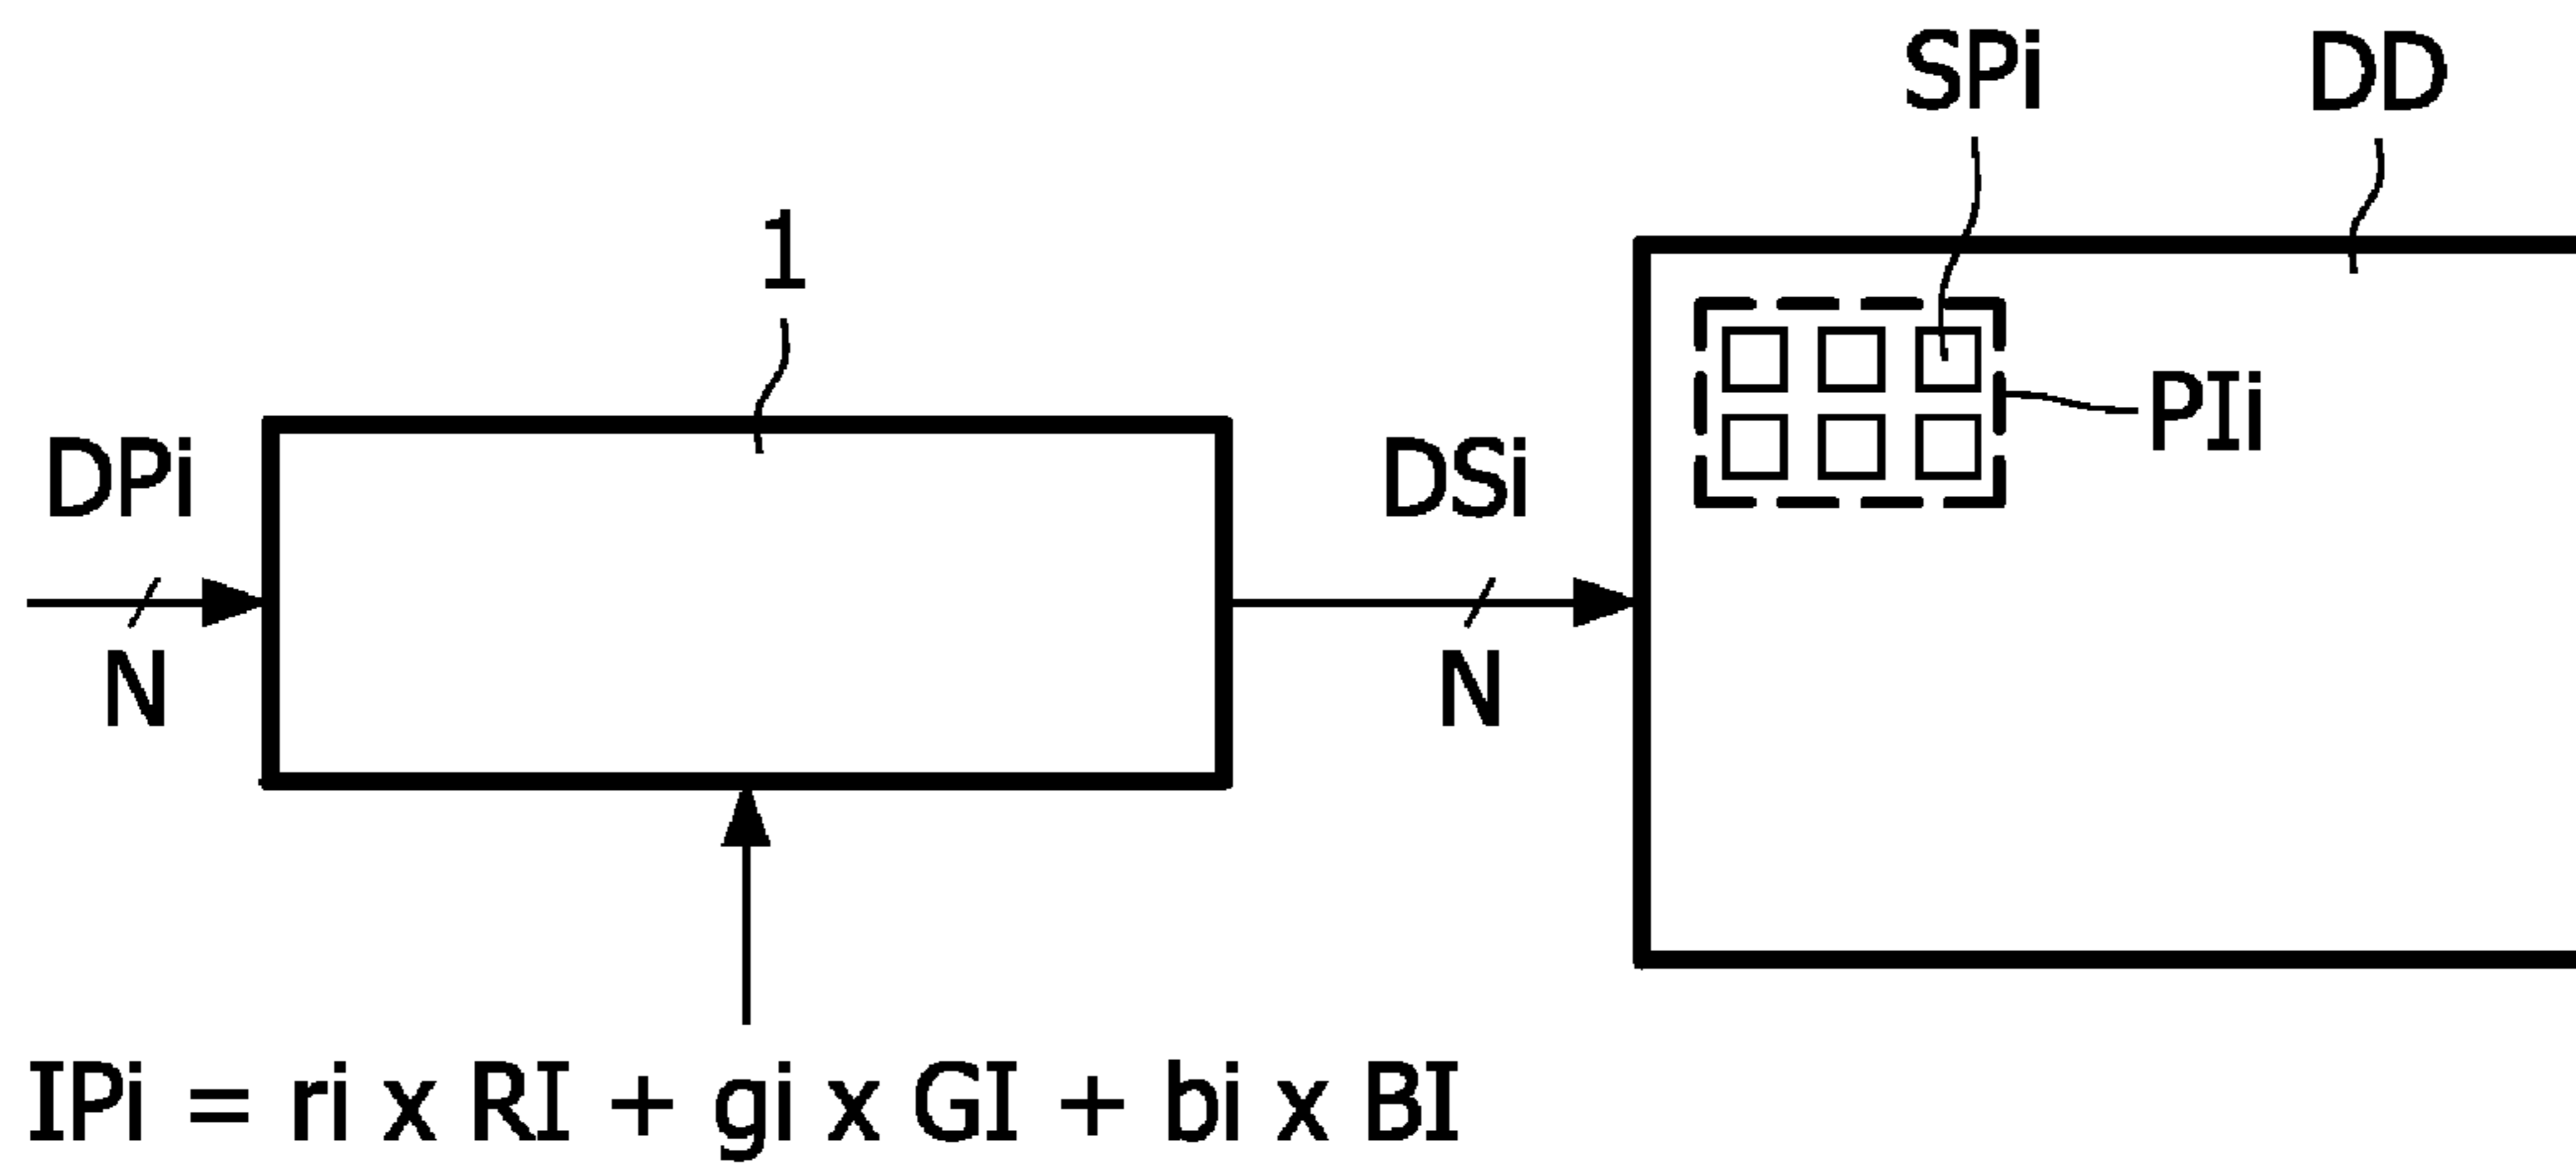 SPi DD
1
PIi
DPi DSi
N N
IPi = ri x RI + gi x GI + bi x BI